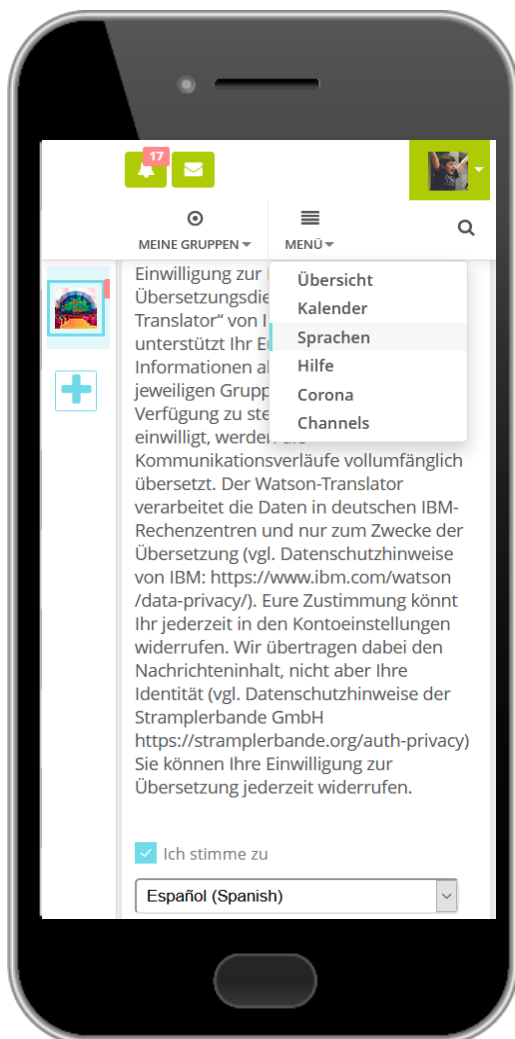 17
MEINE GRUPPEN
MENÜ
Übersicht
Kalender
Sprachen
Hilfe
Corona
Channels
Einwilligung zur
Übersetzungsdie
Translator“ von I
unterstützt Ihr E
Informationen al
jeweiligen Grupp
Verfügung zu ste
einwilligt, werden die
Kommunikationsverläufe vollumfänglich
übersetzt. Der Watson-Translator
verarbeitet die Daten in deutschen IBM-
Rechenzentren und nur zum Zwecke der
Übersetzung (vgl. Datenschutzhinweise
von IBM: https://www.ibm.com/watson
/data-privacy/). Eure Zustimmung könnt
Ihr jederzeit in den Kontoeinstellungen
widerrufen. Wir übertragen dabei den
Nachrichteninhalt, nicht aber Ihre
Identität (vgl. Datenschutzhinweise der
Stramplerbande GmbH
https://stramplerbande.org/auth-privacy)
Sie können Ihre Einwilligung zur
Übersetzung jederzeit widerrufen.
Ich stimme zu
Español (Spanish)